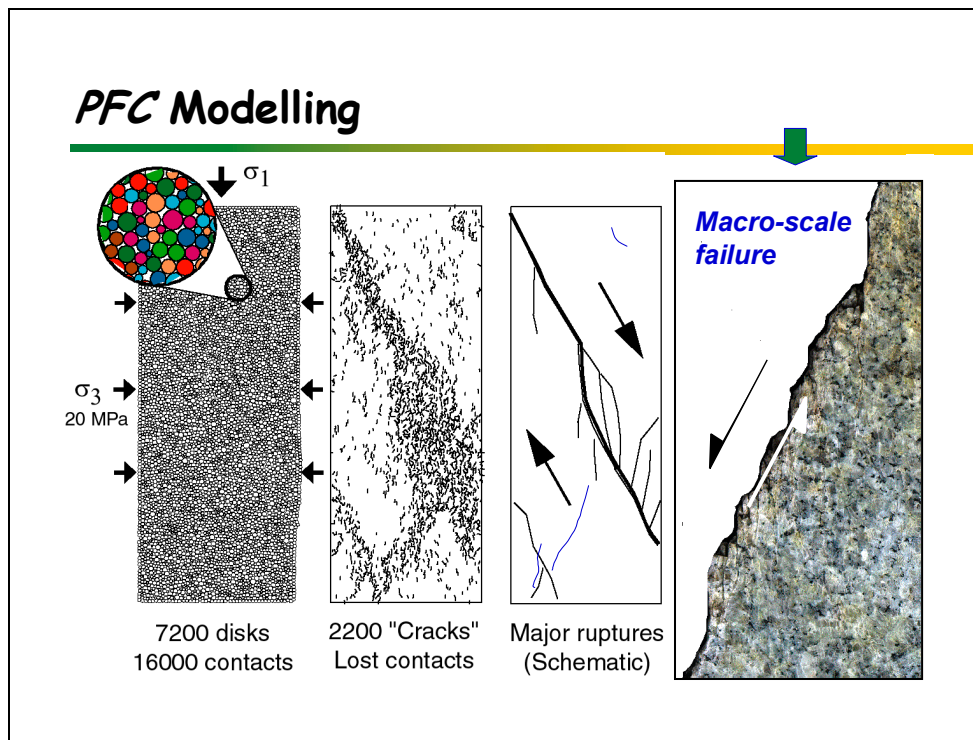 PFC Modelling
σ1
Macro-scale
failure
σ3
20 MPa
7200 disks
16000 contacts
2200 "Cracks"
Lost contacts
Major ruptures
(Schematic)